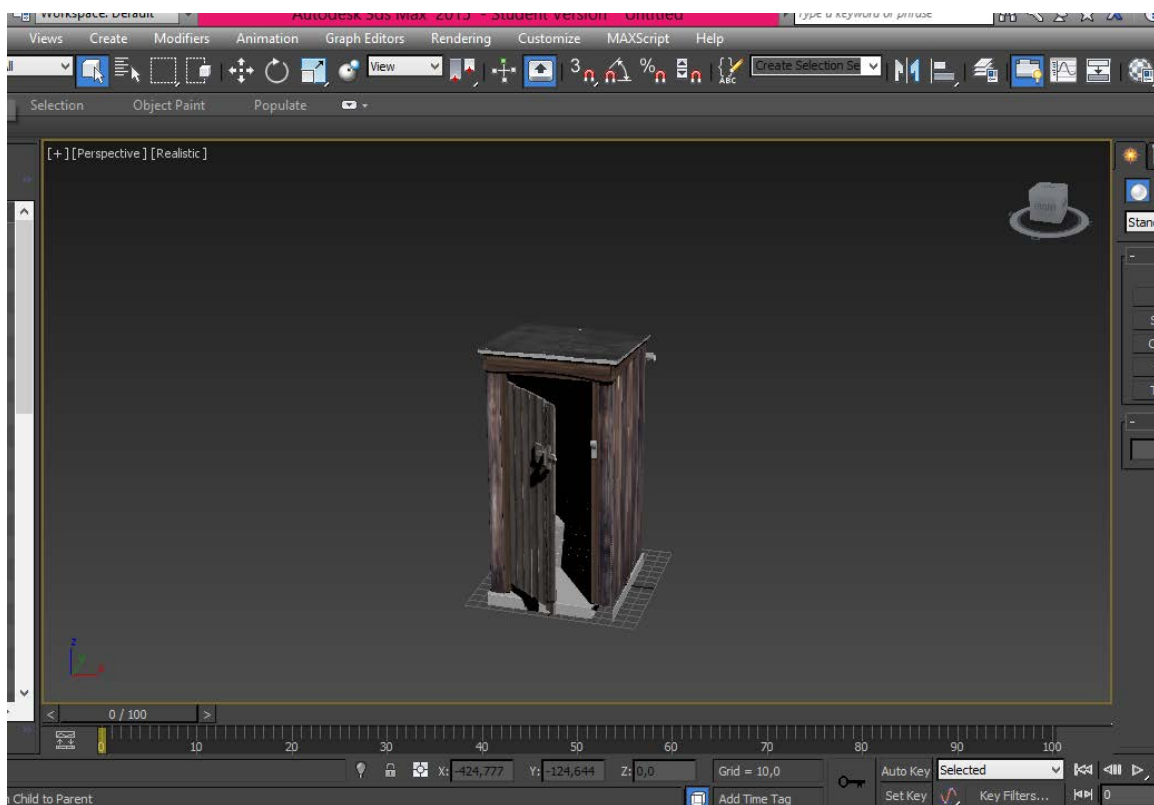 Workspace: Default
Autodesk 3ds Max 2015 - Student Version Untitled
Type a keyword or phrase
Views Create Modifiers Animation Graph Editors Rendering Customize MAXScript Help
View
3
%
ABC
Create Selection Se
Selection Object Paint Populate
[+] [Perspective] [Realistic]
Stan
z
x
0 / 100
0 10 20 30 40 50 60 70 80 90 100
X: -424,777 Y: -124,644 Z: 0,0 Grid = 10,0 Auto Key Selected
Child to Parent Add Time Tag Set Key Key Filters... 0